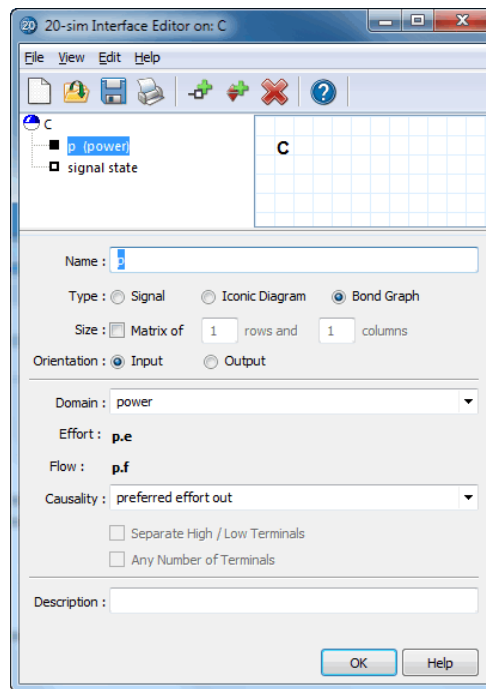 20-sim Interface Editor on: C
File View Edit Help
C
p {power}
signal state
C
Name : p
Type : Signal Iconic Diagram Bond Graph
Size : Matrix of 1 rows and 1 columns
Orientation : Input Output
Domain : power
Effort : p.e
Flow : p.f
Causality : preferred effort out
Separate High / Low Terminals
Any Number of Terminals
Description :
OK Help